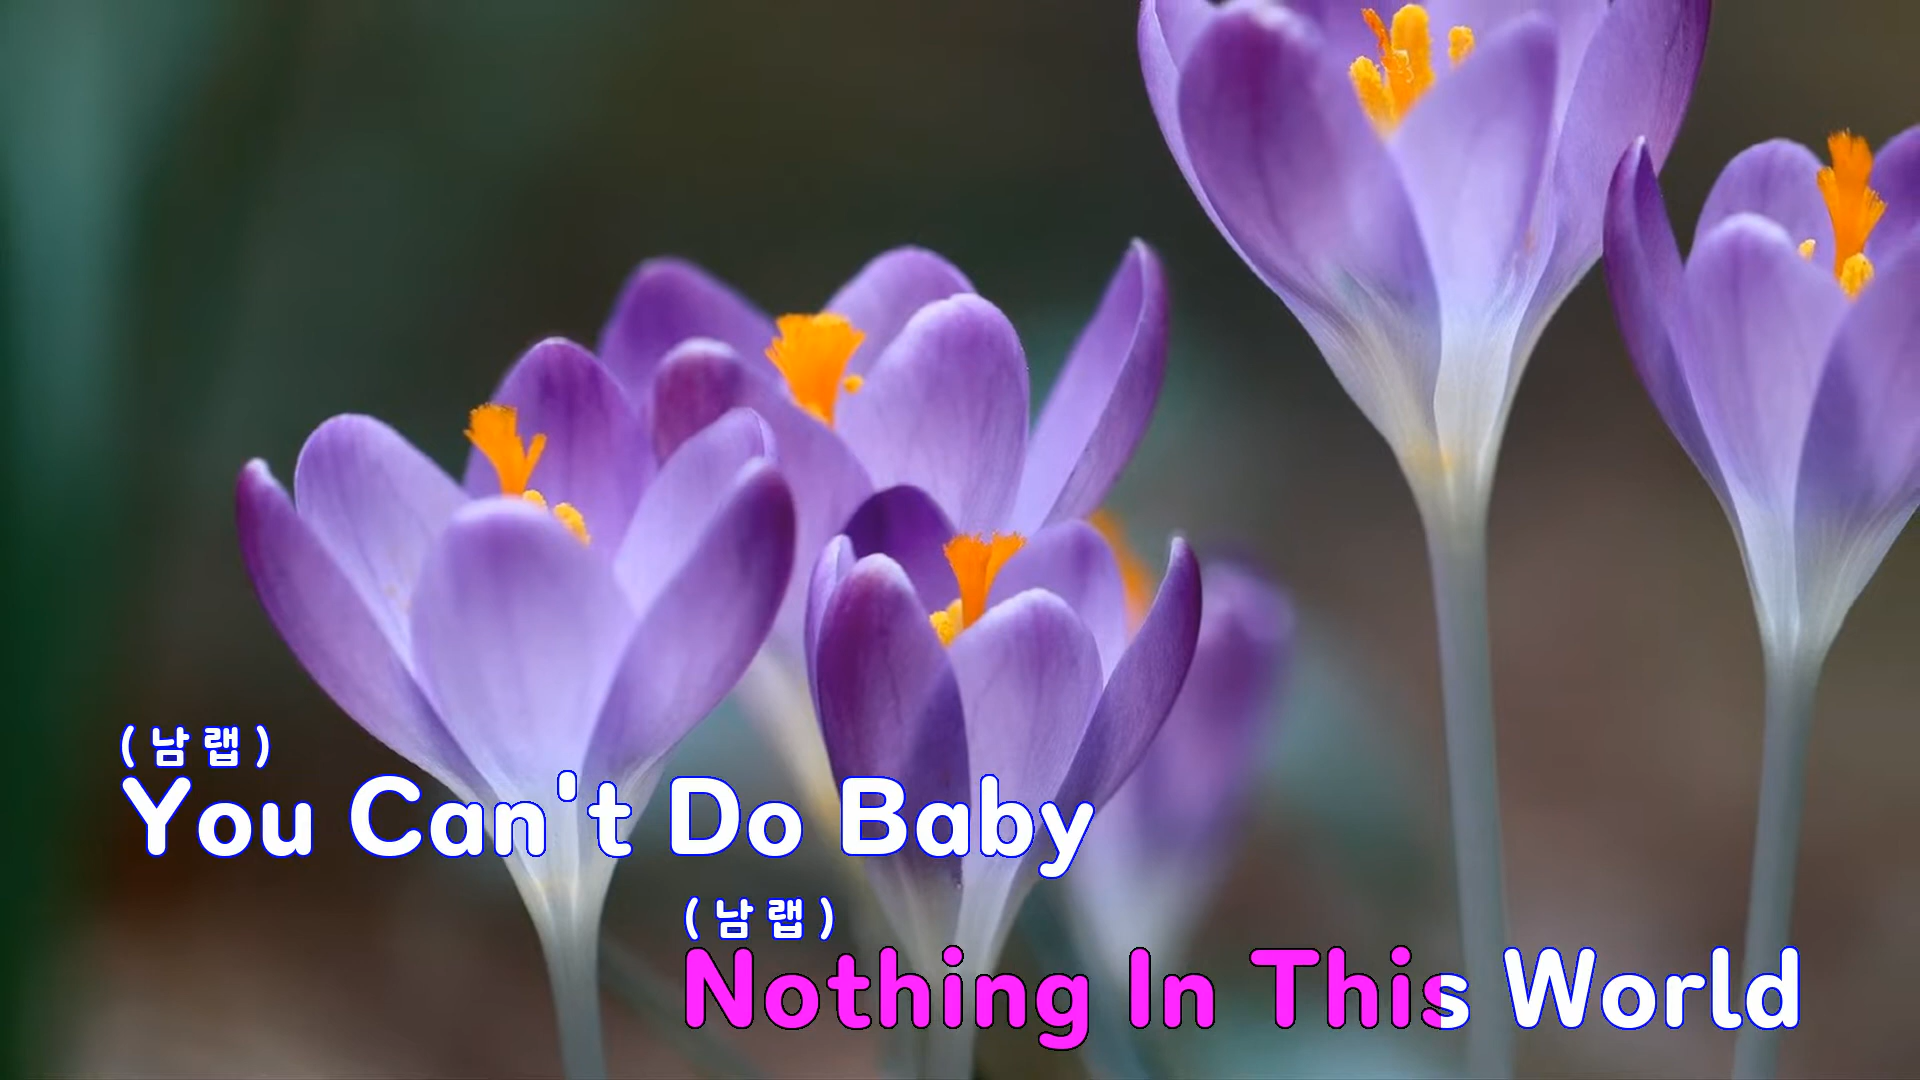 ( 남 랩 )
You Can't Do Baby
( 남 랩 )
Nothing In This World